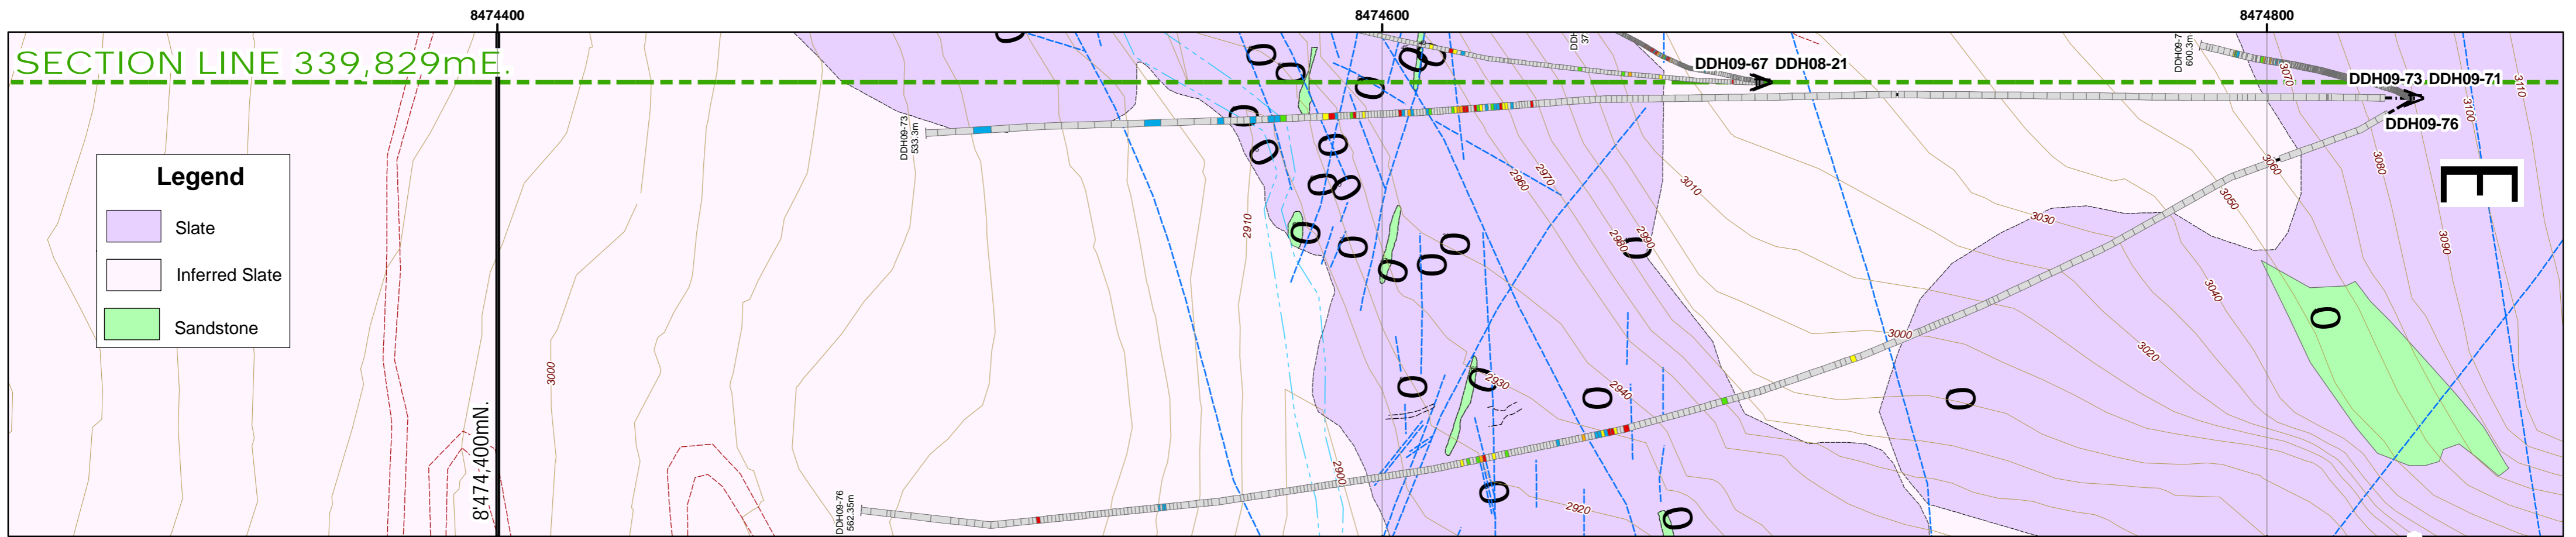 8474400
8474600
8474800
SECTION LINE 339,829mE.
DDH09-67 DDH08-21
DDH09-73 DDH09-71
DDH09-76
DDH09-73
533.3m
600.3m
3070
3110
3100
3060
3080
3050
3090
3040
3030
3020
3010
3000
2990
2980
2970
2960
2940
2930
2920
2910
2900
3000
E
Legend
Slate
Inferred Slate
Sandstone
8'474,400mN.
DDH09-76
562.35m